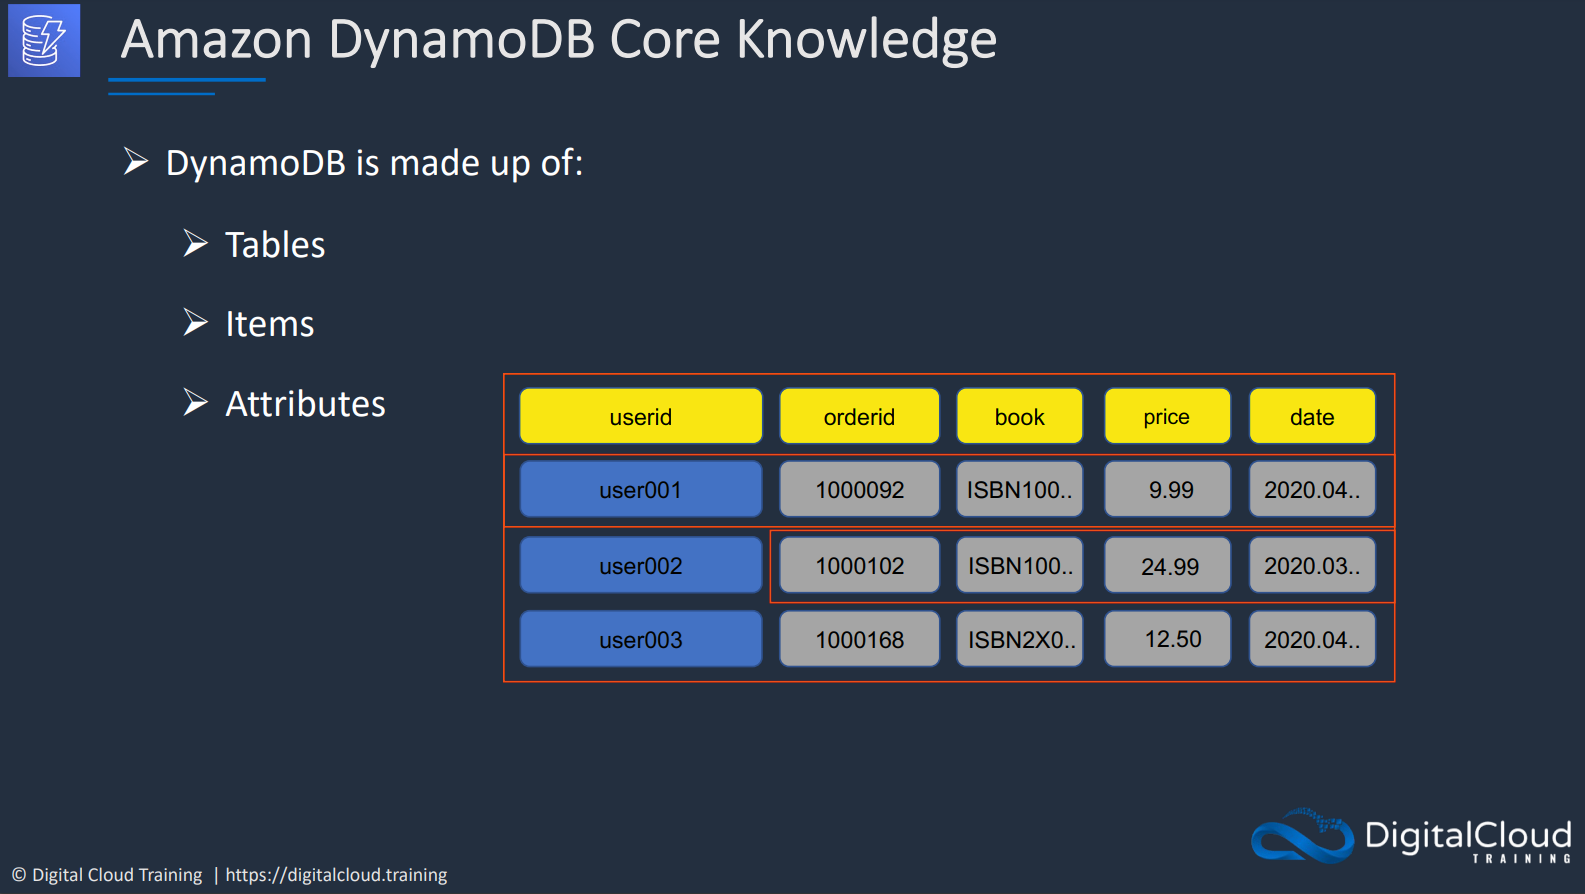 Amazon DynamoDB Core Knowledge
DynamoDB is made up of:
Tables
Items
Attributes
userid orderid book price date
user001 1000092 ISBN100.. 9.99 2020.04..
user002 1000102 ISBN100.. 24.99 2020.03..
user003 1000168 ISBN2X0.. 12.50 2020.04..
DigitalCloud
TRAINING
© Digital Cloud Training | https://digitalcloud.training